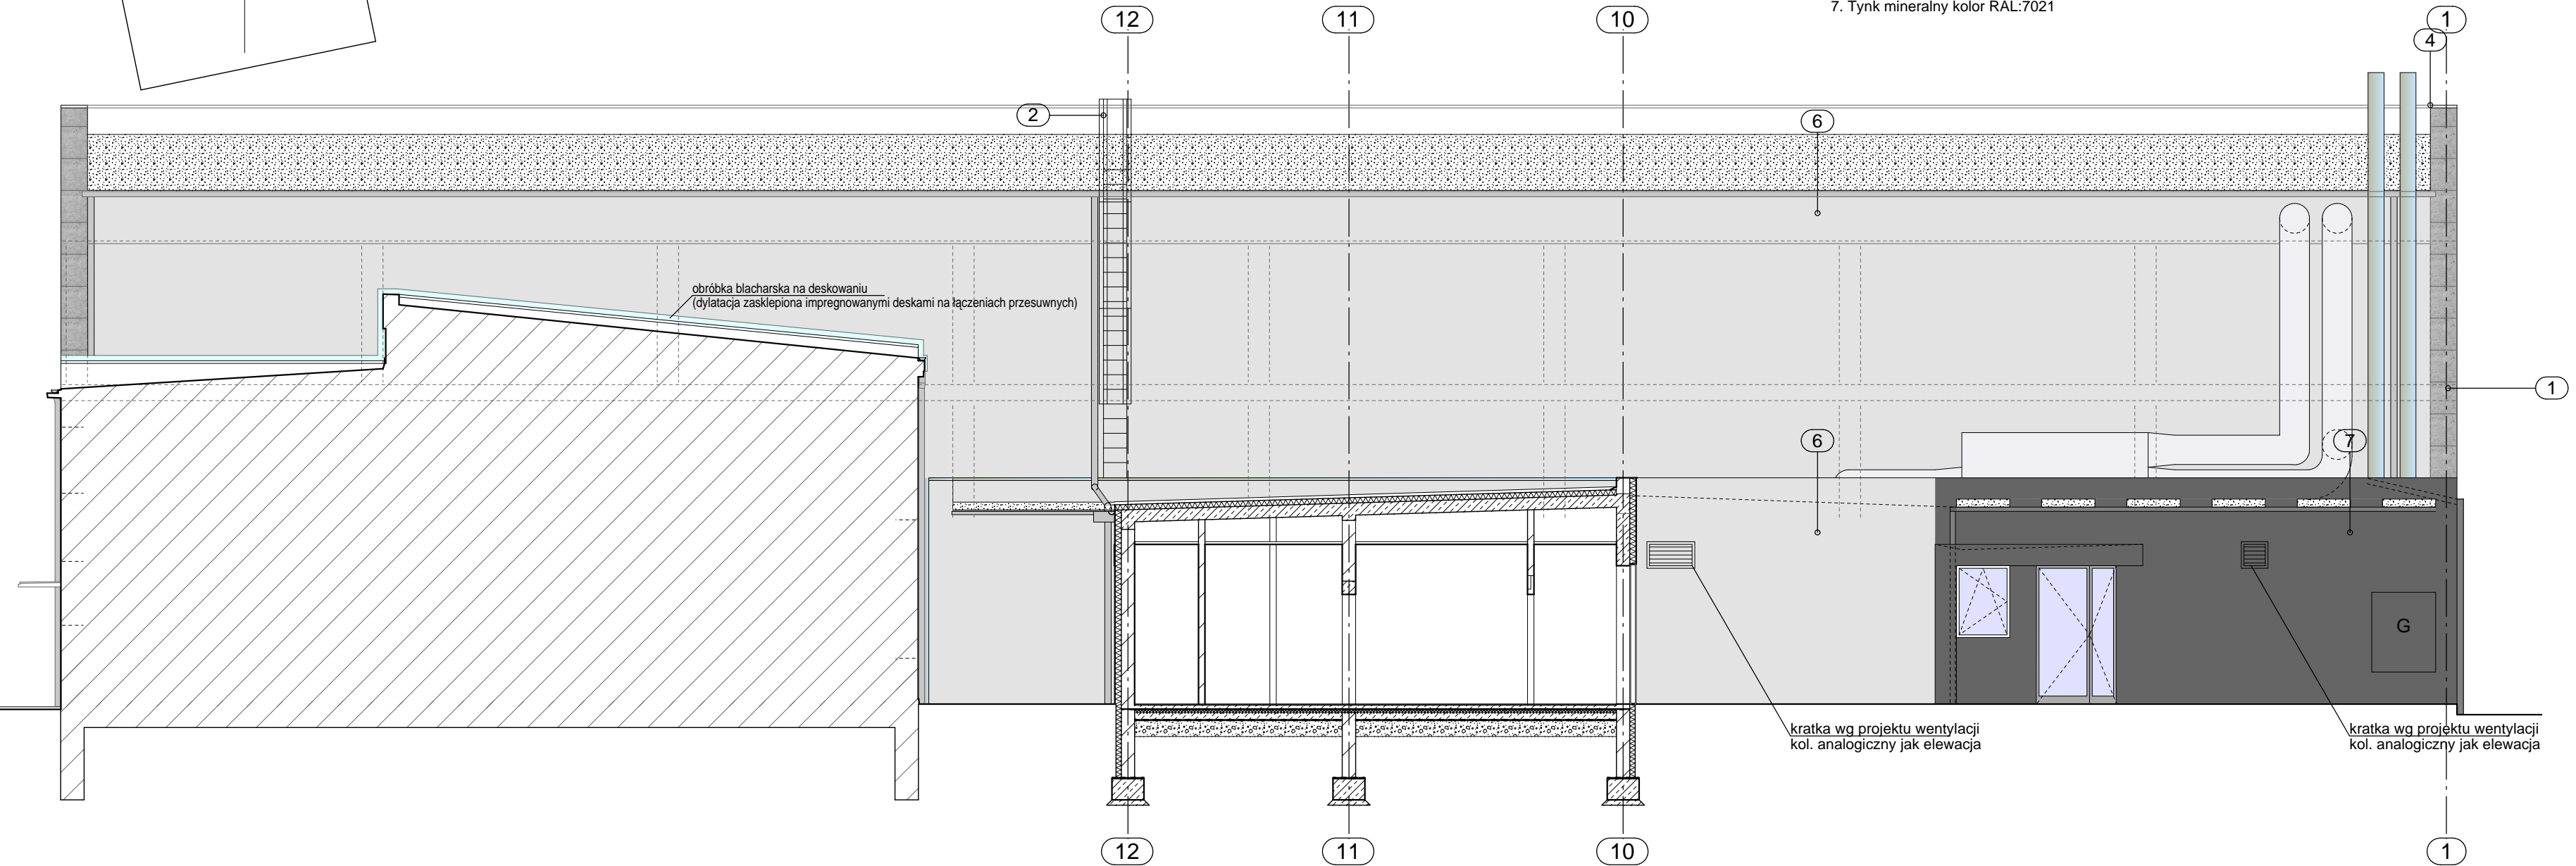 7. Tynk mineralny kolor RAL:7021
12
11
10
1
4
2
6
obróbka blacharska na deskowaniu
(dylatacja zasklepiona impregnowanymi deskami na łączeniach przesuwnych)
1
6
7
G
kratka wg projektu wentylacji
kol. analogiczny jak elewacja
kratka wg projektu wentylacji
kol. analogiczny jak elewacja
12
11
10
1